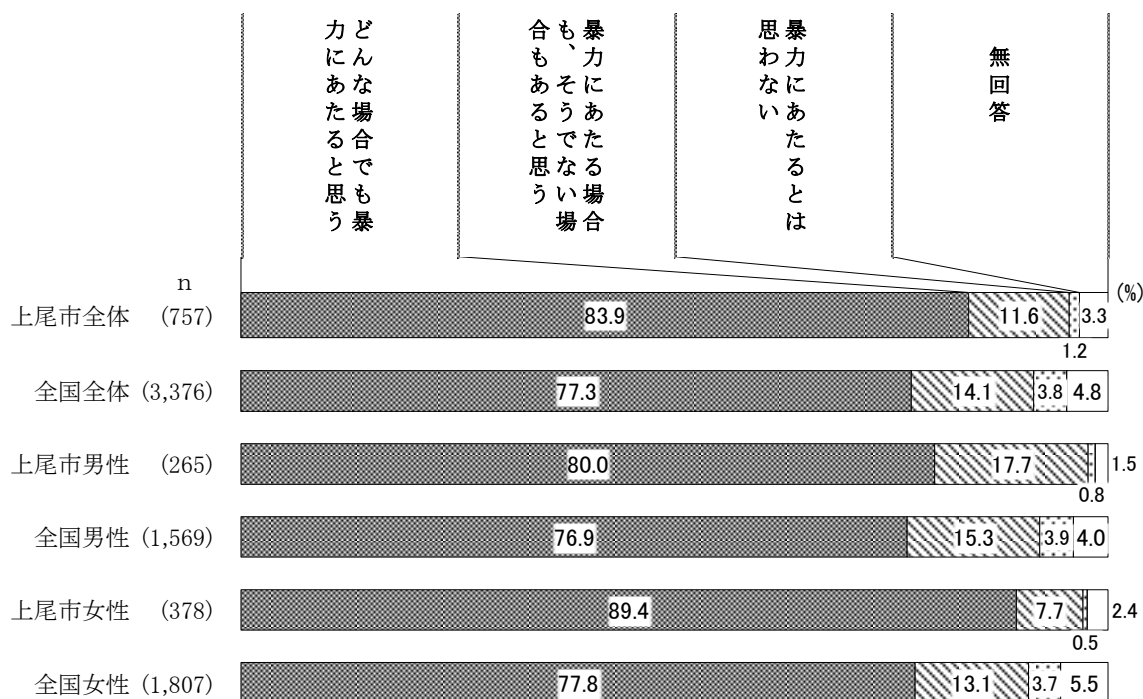 どんな場合でも暴
力にあたると思う
暴力にあたる場合
も、そうでない場
合もあると思う
暴力にあたるとは
思わない
無回答
(%)
n
上尾市全体 (757) 83.9 11.6 1.2 3.3
全国全体 (3,376) 77.3 14.1 3.8 4.8
上尾市男性 (265) 80.0 17.7 0.8 1.5
全国男性 (1,569) 76.9 15.3 3.9 4.0
上尾市女性 (378) 89.4 7.7 0.5 2.4
全国女性 (1,807) 77.8 13.1 3.7 5.5